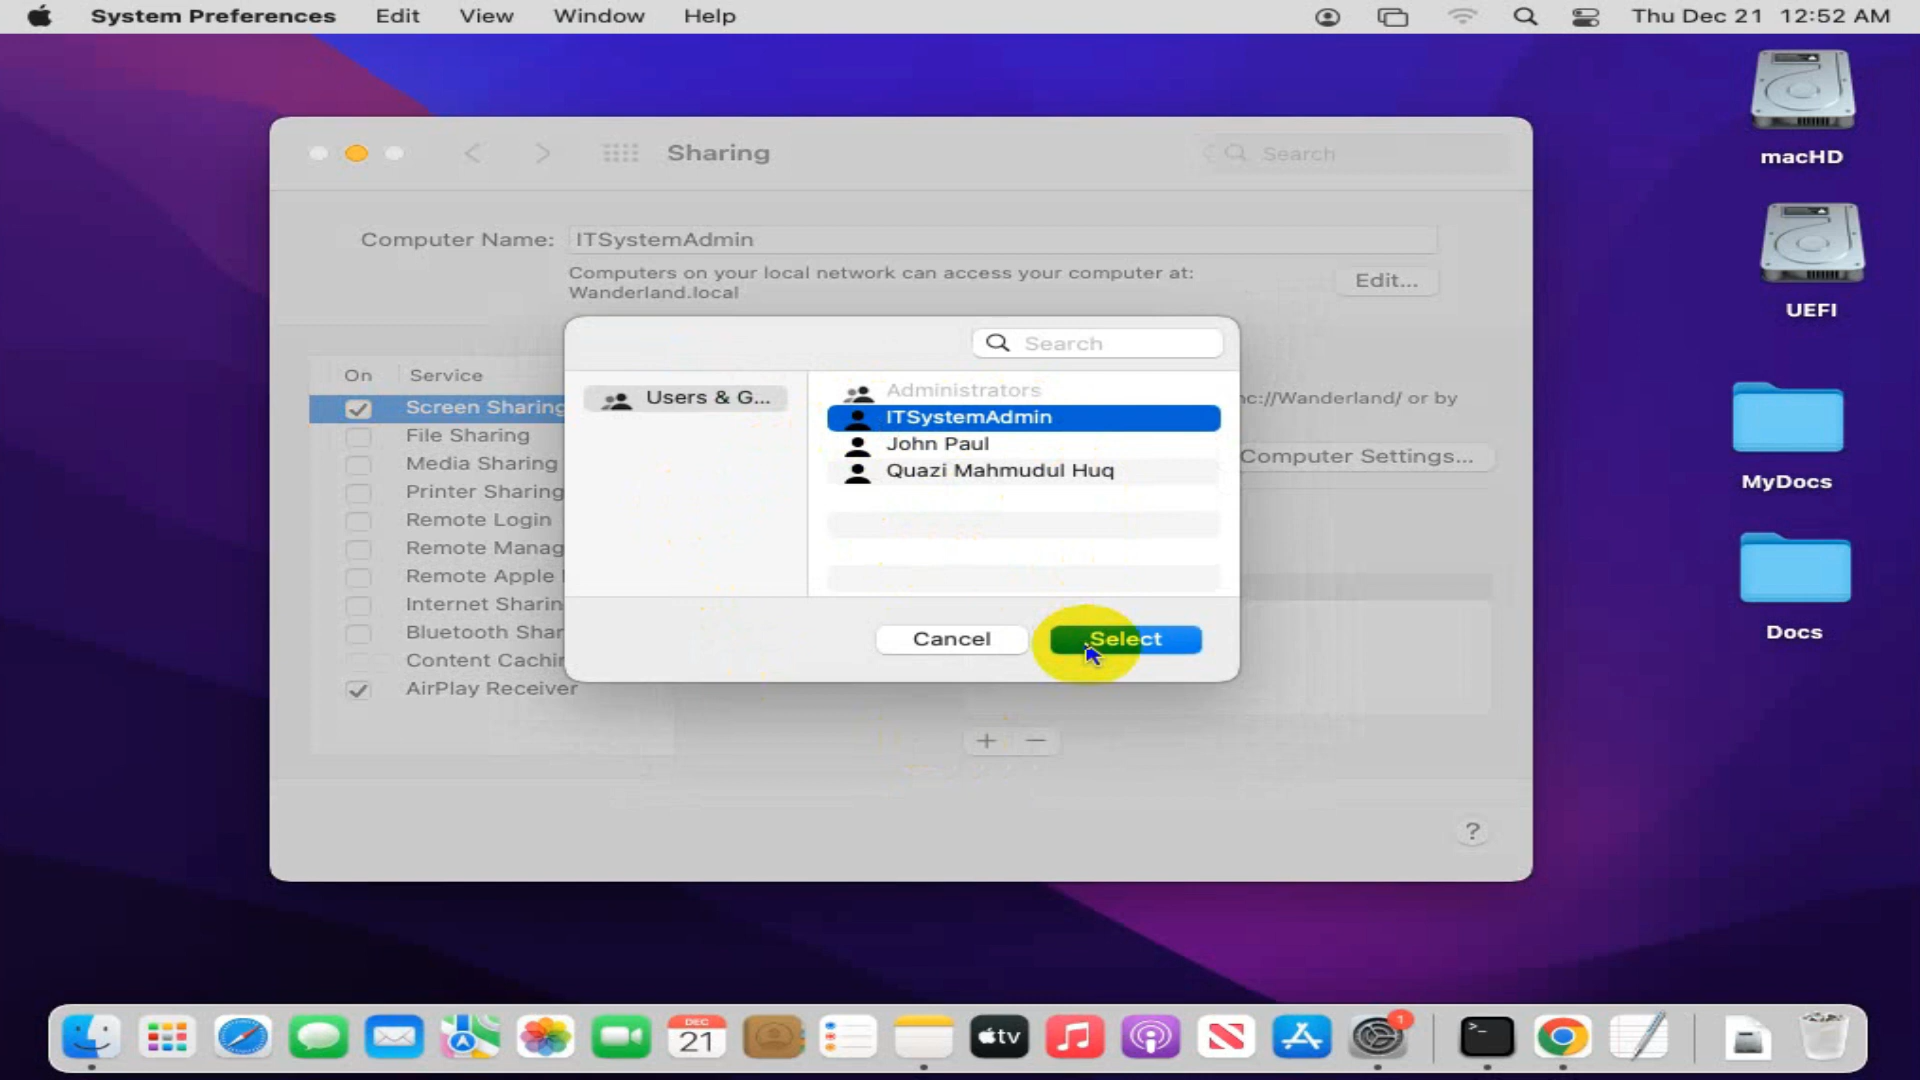 System Preferences Edit View Window Help Thu Dec 21 12:52 AM
macHD
Sharing Search
Computer Name: ITSystemAdmin
Computers on your local network can access your computer at:
Wanderland.local
Edit...
UEFI
Search
On Service
Users & G...
Administrators
ITSystemAdmin
John Paul
Quazi Mahmudul Huq
Screen Sharing
File Sharing
Media Sharing
Printer Sharing
Remote Login
Remote Manag
Remote Apple
Internet Sharin
Bluetooth Shar
Content Cachin
AirPlay Receiver
nc://Wanderland/ or by
Computer Settings...
MyDocs
Docs
Cancel Select
+ −
?
DEC
21
tv
1
>_